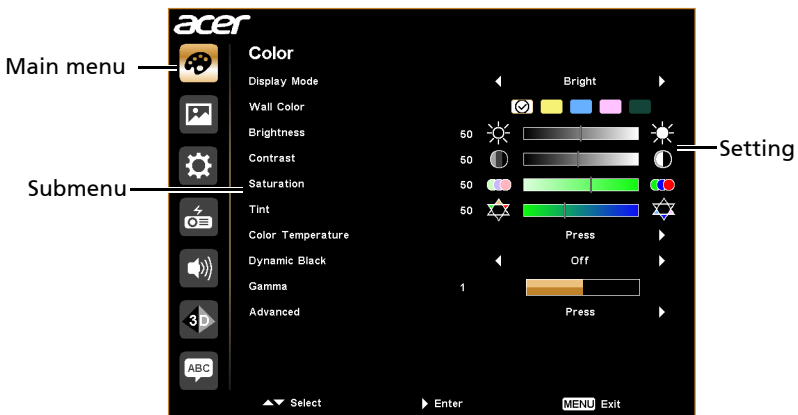 acer
Main menu
Color
Display Mode Bright
Wall Color
Brightness 50
Setting
Contrast 50
Submenu
Saturation 50
Tint 50
Color Temperature Press
Dynamic Black Off
Gamma 1
3D
Advanced Press
ABC
Select Enter MENU Exit